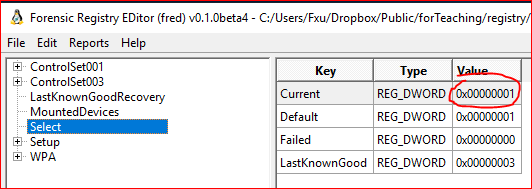 Forensic Registry EDitor (fred) v0.1.0beta4 - C:/Users/Fxu/Dropbox/Public/forTeaching/registry/
File Edit Reports Help
ControlSet001
ControlSet003
LastKnownGoodRecovery
MountedDevices
Select
Setup
WPA
Key Type Value
Current REG_DWORD 0x00000001
Default REG_DWORD 0x00000001
Failed REG_DWORD 0x00000000
LastKnownGood REG_DWORD 0x00000003